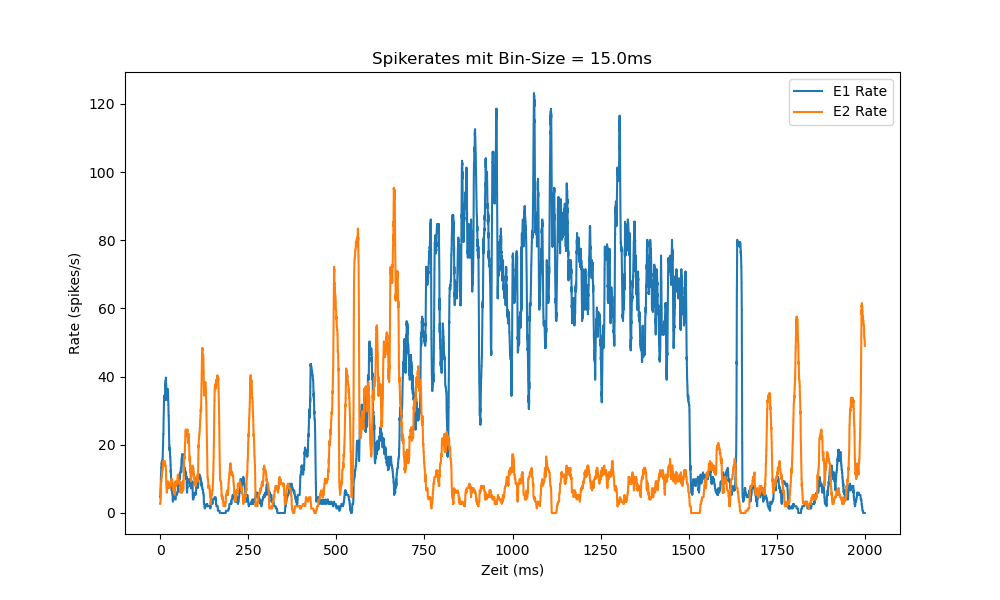 Spikerates mit Bin-Size = 15.0ms
E1 Rate
E2 Rate
Rate (spikes/s)
120
100
80
60
40
20
0
0 250 500 750 1000 1250 1500 1750 2000
Zeit (ms)